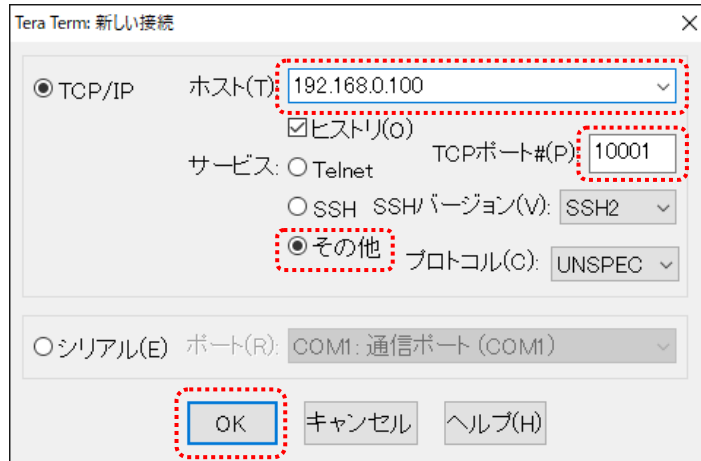 Tera Term: 新しい接続
TCP/IP ホスト(T): 192.168.0.100
ヒストリ(O)
サービス: Telnet TCPポート#(P): 10001
SSH SSHバージョン(V): SSH2
その他 プロトコル(C): UNSPEC
シリアル(E) ポート(R): COM1: 通信ポート (COM1)
OK キャンセル ヘルプ(H)